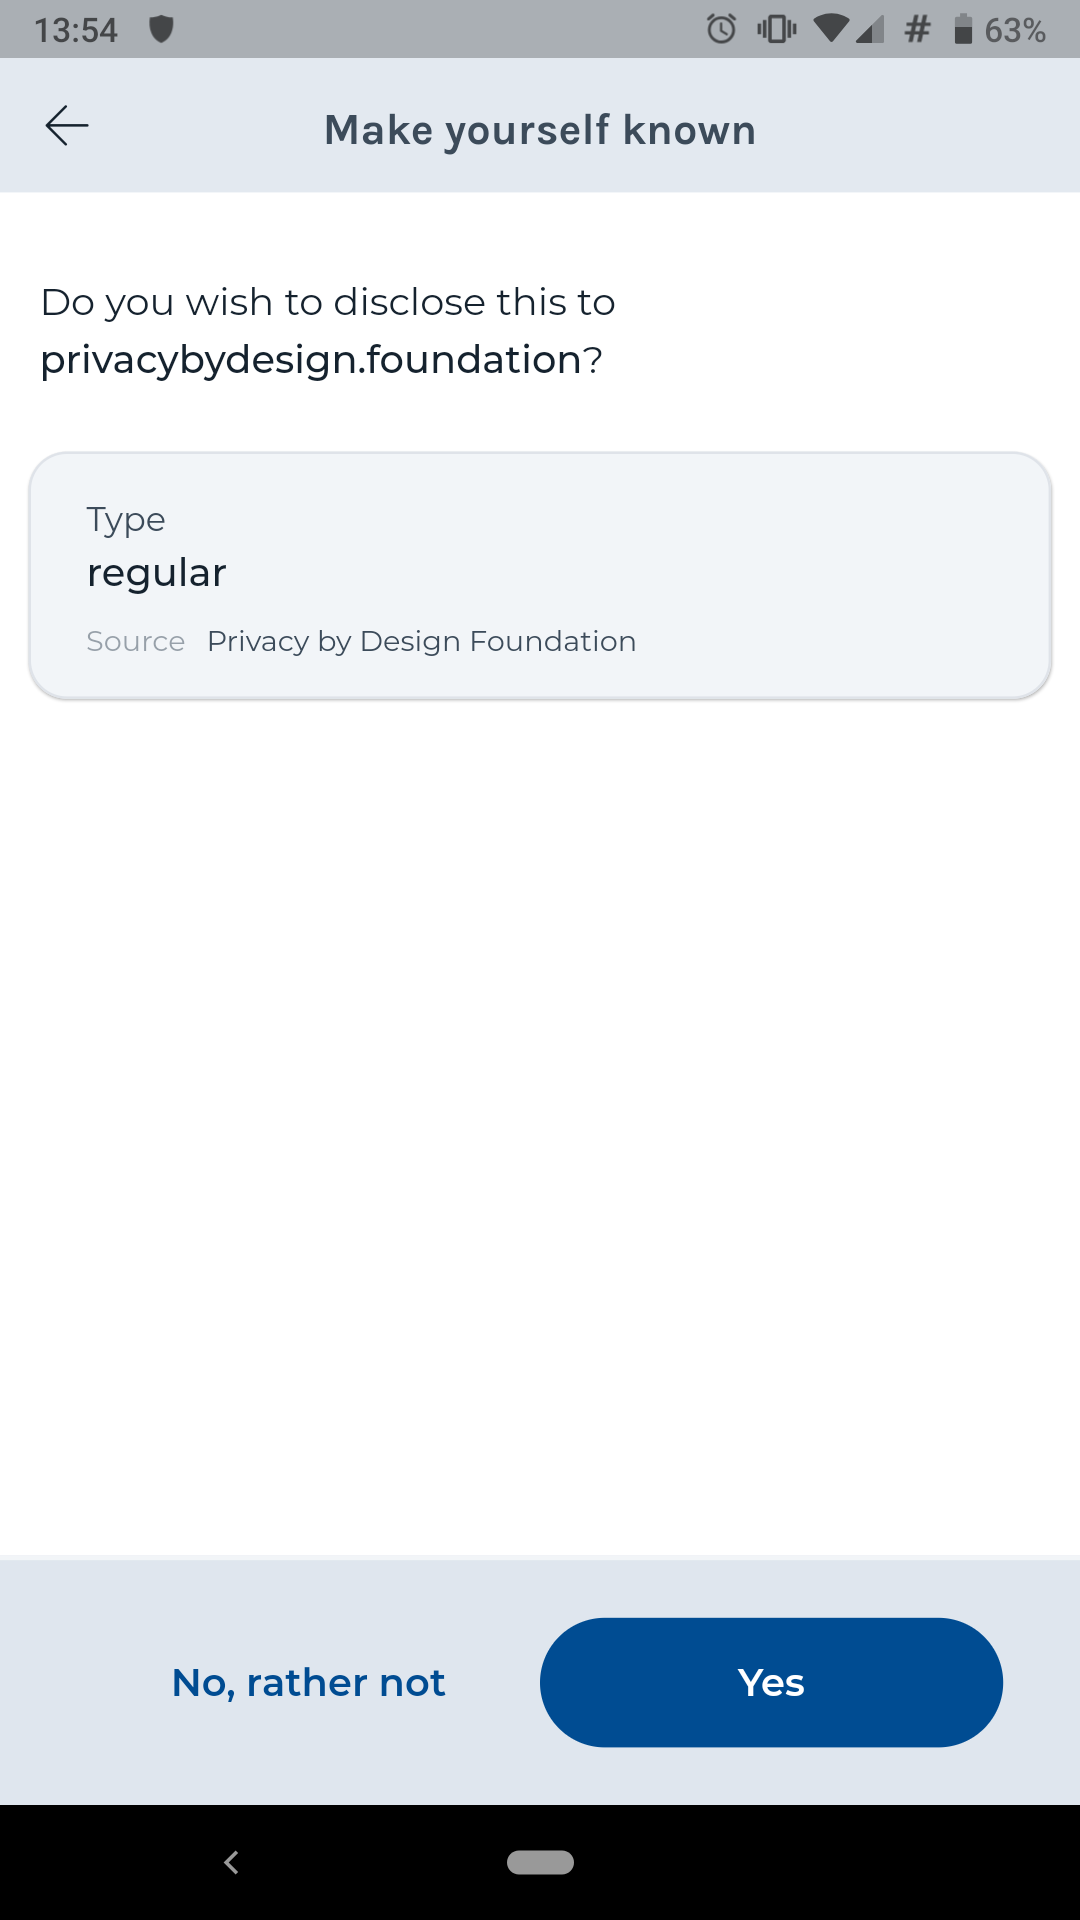 13:54 63%
Make yourself known
Do you wish to disclose this to
privacybydesign.foundation?
Type
regular
Source Privacy by Design Foundation
No, rather not Yes